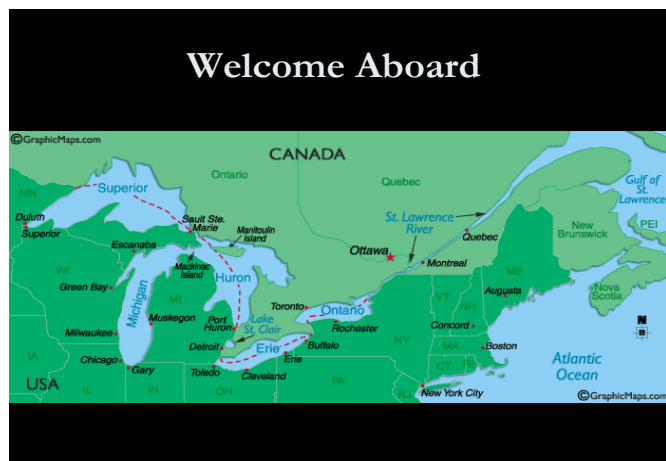 Welcome Aboard
©GraphicMaps.com
CANADA
Ontario
Quebec
Gulf of
St.
Lawrence
MN
Superior
Sault Ste.
Marie
Manitoulin
Island
St. Lawrence
River
PEI
New
Brunswick
Duluth
Superior
Escanaba
Mackinac
Island
Ottawa
Quebec
Montreal
ME
WI
Green Bay
Michigan
MI
Huron
Nova
Scotia
Augusta
VT
NH
Toronto
Ontario
Lake
St. Clair
Port
Huron
Muskegon
Rochester
Concord
N
Milwaukee
Detroit
Erie
Buffalo
NY
MA
Boston
IA
Chicago
Gary
Toledo
Cleveland
Erie
CT
RI
Atlantic
Ocean
USA
IL
IN
OH
PA
NJ
New York City
©GraphicMaps.com